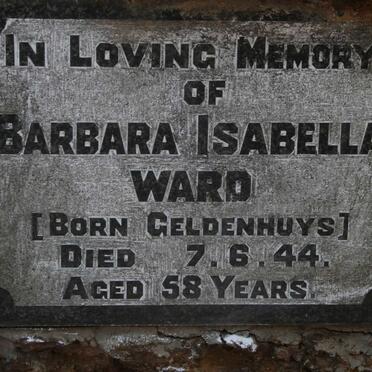 IN LOVING MEMORY
OF
BARBARA ISABELLA
WARD
[BORN GELDENHUYS]
DIED 7.6.44.
AGED 58 YEARS.